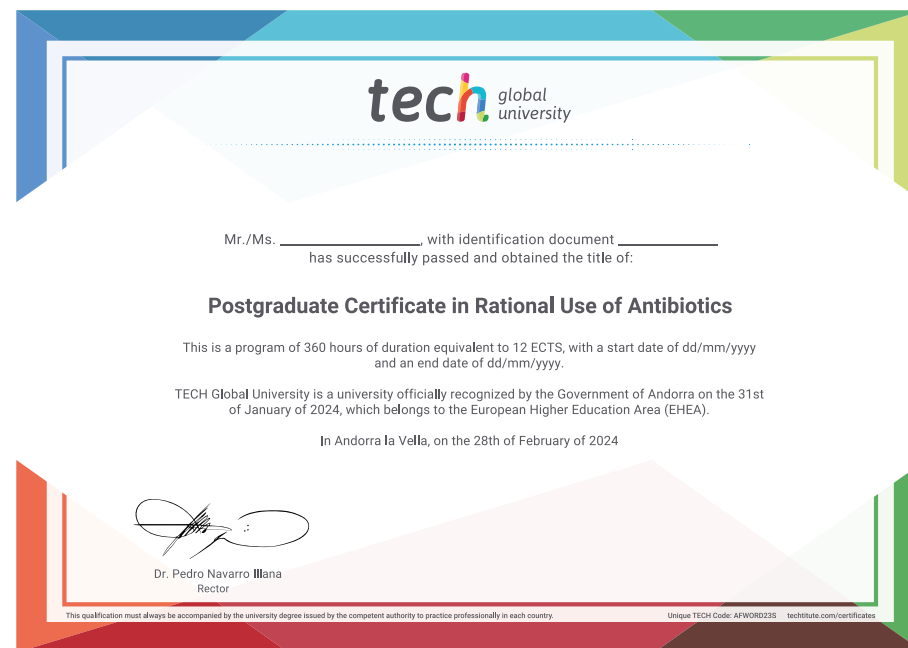 tech global
university
Mr./Ms. ____________, with identification document ____________
has successfully passed and obtained the title of:
Postgraduate Certificate in Rational Use of Antibiotics
This is a program of 360 hours of duration equivalent to 12 ECTS, with a start date of dd/mm/yyyy
and an end date of dd/mm/yyyy.
TECH Global University is a university officially recognized by the Government of Andorra on the 31st
of January of 2024, which belongs to the European Higher Education Area (EHEA).
In Andorra la Vella, on the 28th of February of 2024
Dr. Pedro Navarro Illana
Rector
This qualification must always be accompanied by the university degree issued by the competent authority to practice professionally in each country. Unique TECH Code: AFWORD23S techtitute.com/certificates